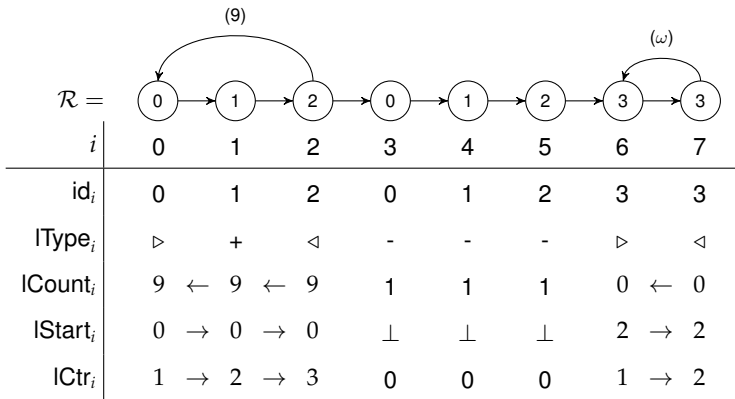 (9) (ω)
ℛ = 0 1 2 0 1 2 3 3
i 0 1 2 3 4 5 6 7
id_i 0 1 2 0 1 2 3 3
lType_i ▹ + ◃ - - - ▹ ◃
lCount_i 9 ← 9 ← 9 1 1 1 0 ← 0
lStart_i 0 → 0 → 0 ⊥ ⊥ ⊥ 2 → 2
lCtr_i 1 → 2 → 3 0 0 0 1 → 2